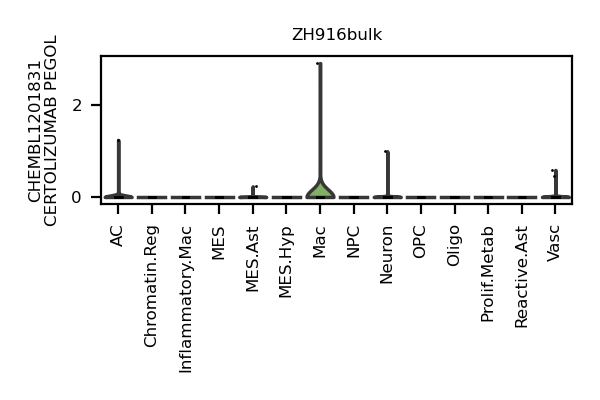 ZH916bulk
CHEMBL1201831
CERTOLIZUMAB PEGOL
2
0
AC
Chromatin.Reg
Inflammatory.Mac
MES
MES.Ast
MES.Hyp
Mac
NPC
Neuron
OPC
Oligo
Prolif.Metab
Reactive.Ast
Vasc